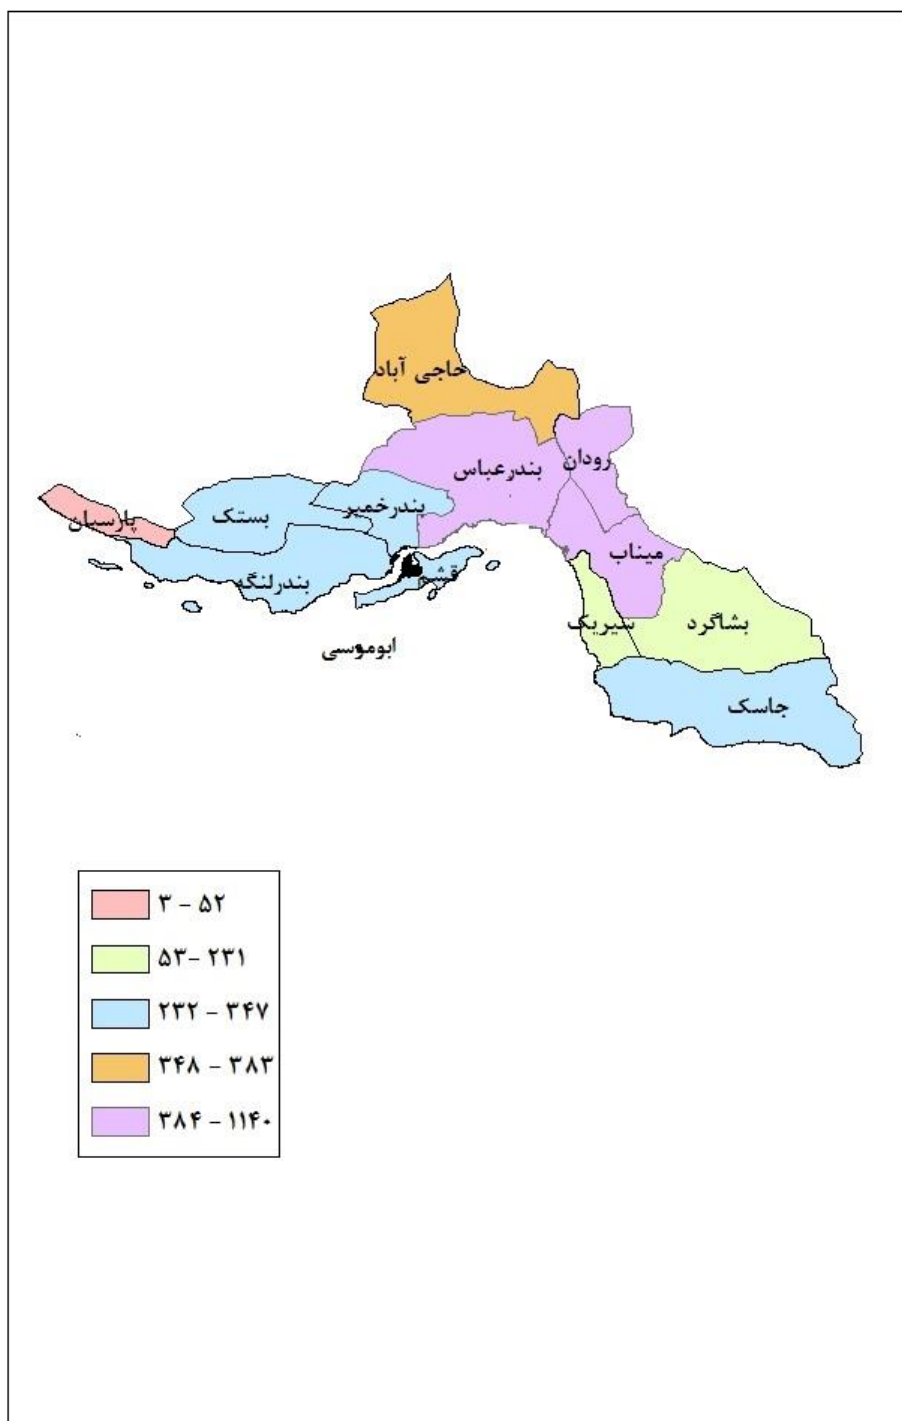 حاجی آباد
رودان
بندرعباس
بندرخمیر
بستک
پارسیان
میناب
قشم
بندرلنگه
سیریک
بشاگرد
ابوموسی
جاسک
۳ - ۵۲
۵۳ - ۲۳۱
۲۳۲ - ۳۴۷
۳۴۸ - ۳۸۳
۳۸۴ - ۱۱۴۰